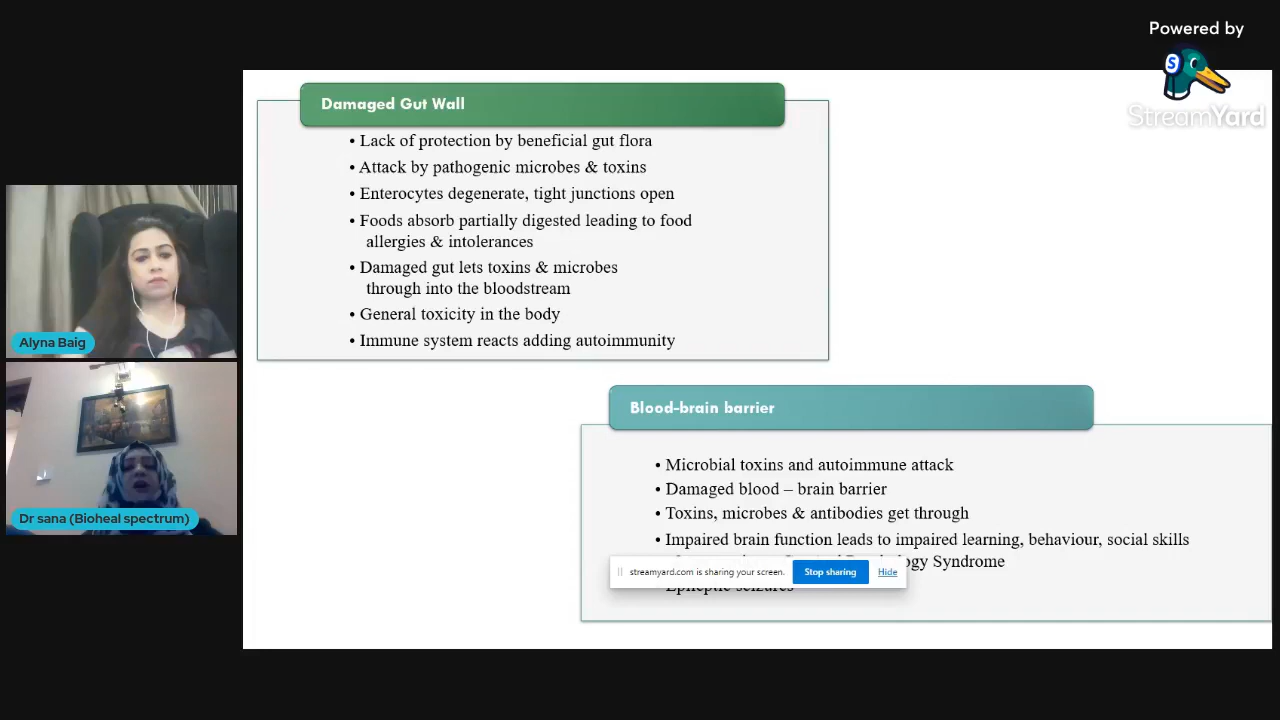 Powered by
StreamYard
Damaged Gut Wall
• Lack of protection by beneficial gut flora
• Attack by pathogenic microbes & toxins
• Enterocytes degenerate, tight junctions open
• Foods absorb partially digested leading to food
allergies & intolerances
• Damaged gut lets toxins & microbes
through into the bloodstream
• General toxicity in the body
• Immune system reacts adding autoimmunity
Alyna Baig
Blood-brain barrier
• Microbial toxins and autoimmune attack
• Damaged blood – brain barrier
• Toxins, microbes & antibodies get through
• Impaired brain function leads to impaired learning, behaviour, social skills
Syndrome
Epileptic seizures
streamyard.com is sharing your screen.
Stop sharing
Hide
Dr sana (Bioheal spectrum)